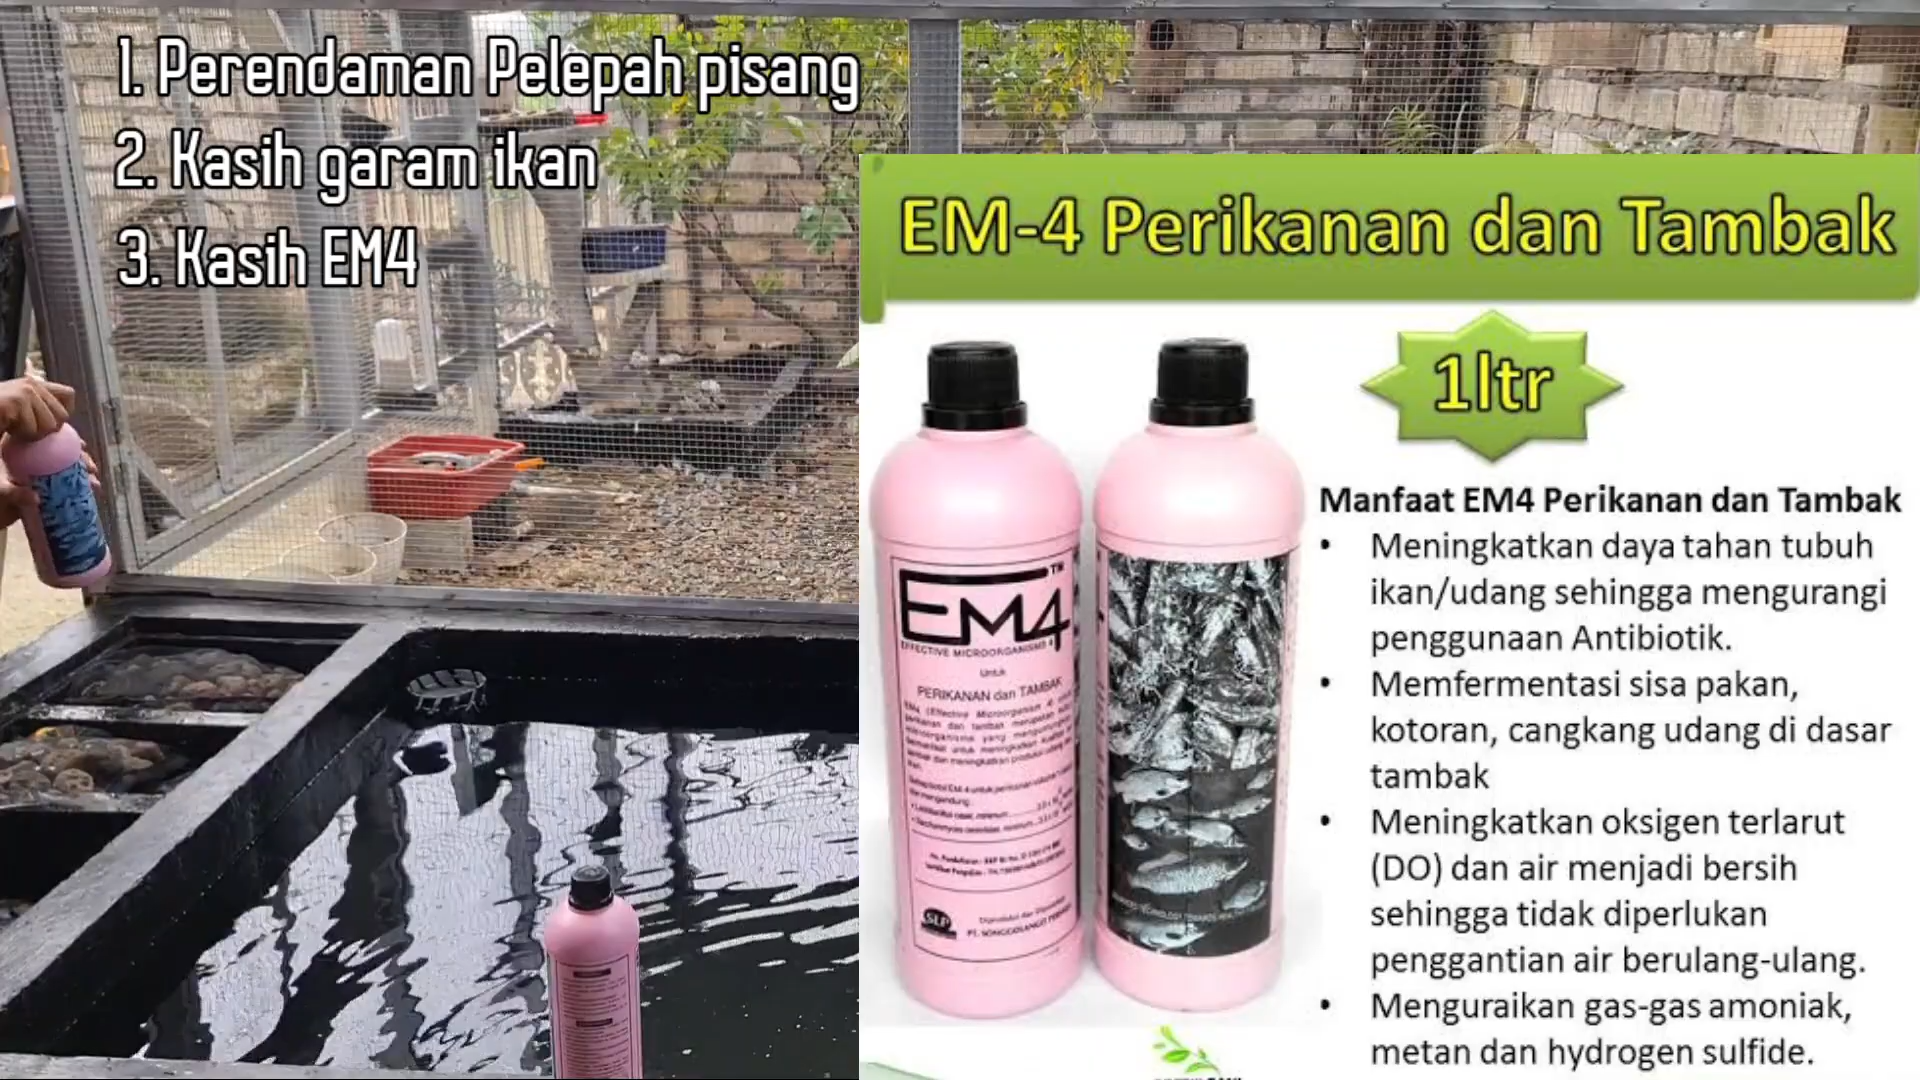 1. Perendaman Pelepah pisang
2. Kasih garam ikan
3. Kasih EM4
EM-4 Perikanan dan Tambak
1ltr
Manfaat EM4 Perikanan dan Tambak
• Meningkatkan daya tahan tubuh
ikan/udang sehingga mengurangi
penggunaan Antibiotik.
• Memfermentasi sisa pakan,
kotoran, cangkang udang di dasar
tambak
• Meningkatkan oksigen terlarut
(DO) dan air menjadi bersih
sehingga tidak diperlukan
penggantian air berulang-ulang.
• Menguraikan gas-gas amoniak,
metan dan hydrogen sulfide.
EM4 TM
EFFECTIVE MICROORGANISMS 4
Untuk
PERIKANAN dan TAMBAK
SLP